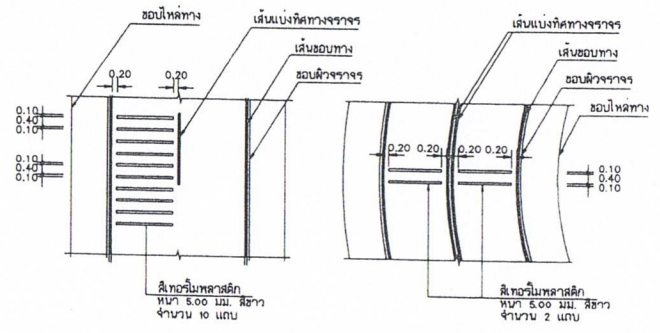 ขอบไหล่ทาง
เส้นแบ่งทิศทางจราจร
เส้นขอบทาง
ขอบผิวจราจร
0.20
0.20
0.10
0.40
0.10
0.10
0.40
0.10
สีเทอร์โมพลาสติก
หนา 5.00 มม. สีขาว
จำนวน 10 แถบ
เส้นแบ่งทิศทางจราจร
เส้นขอบทาง
ขอบผิวจราจร
ขอบไหล่ทาง
0.20
0.20
0.20
0.20
0.10
0.40
0.10
สีเทอร์โมพลาสติก
หนา 5.00 มม. สีขาว
จำนวน 2 แถบ